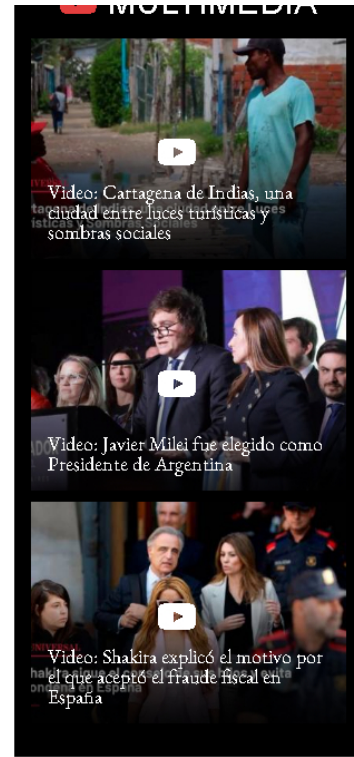 MULTIMEDIA
Video: Cartagena de Indias, una
ciudad entre luces turísticas y
sombras sociales
Video: Javier Milei fue elegido como
Presidente de Argentina
Video: Shakira explicó el motivo por
el que aceptó el fraude fiscal en
España